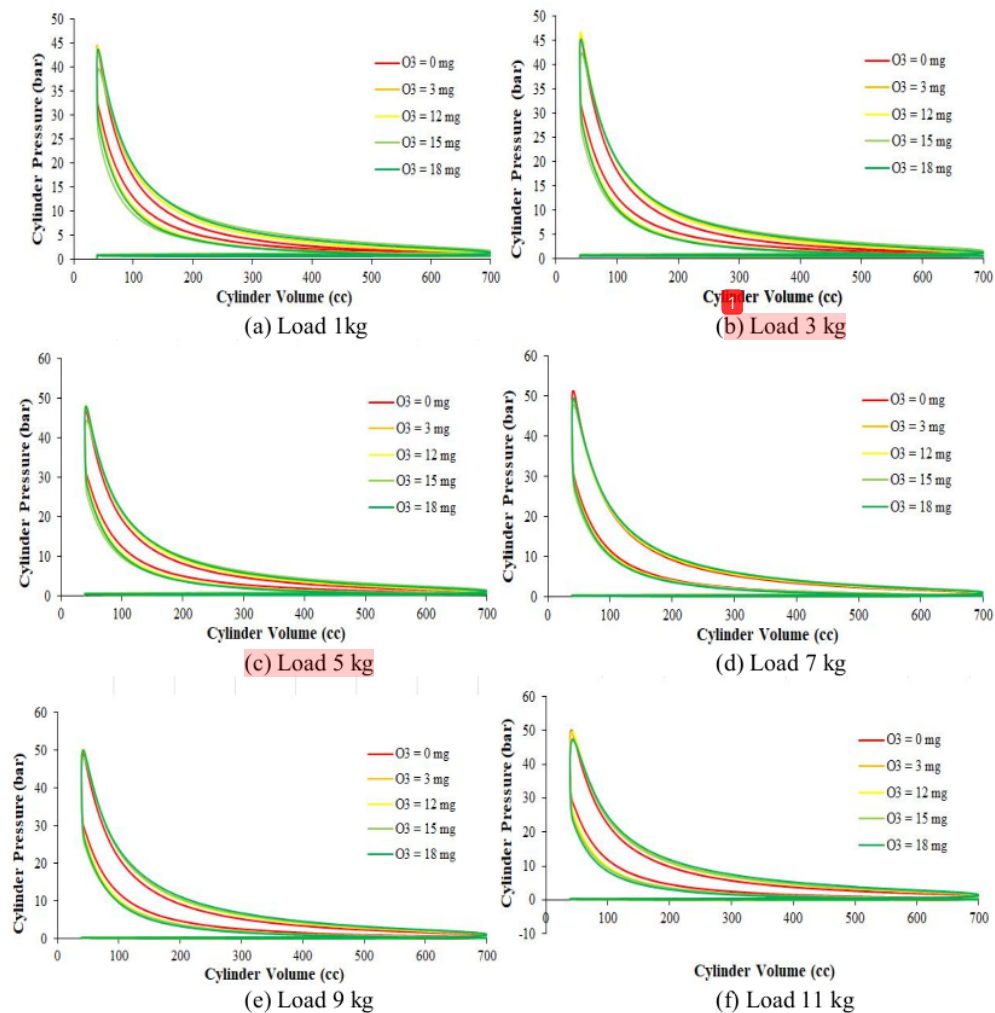 50
45
40
35
30
25
20
15
10
5
0
Cylinder Pressure (bar)
O3 = 0 mg
O3 = 3 mg
O3 = 12 mg
O3 = 15 mg
O3 = 18 mg
0 100 200 300 400 500 600 700
Cylinder Volume (cc)
(a) Load 1kg
50
45
40
35
30
25
20
15
10
5
0
Cylinder Pressure (bar)
O3 = 0 mg
O3 = 3 mg
O3 = 12 mg
O3 = 15 mg
O3 = 18 mg
0 100 200 300 400 500 600 700
Cylinder Volume (cc)
1
(b) Load 3 kg
60
50
40
30
20
10
0
Cylinder Pressure (bar)
O3 = 0 mg
O3 = 3 mg
O3 = 12 mg
O3 = 15 mg
O3 = 18 mg
0 100 200 300 400 500 600 700
Cylinder Volume (cc)
(c) Load 5 kg
60
50
40
30
20
10
0
Cylinder Pressure (bar)
O3 = 0 mg
O3 = 3 mg
O3 = 12 mg
O3 = 15 mg
O3 = 18 mg
0 100 200 300 400 500 600 700
Cylinder Volume (cc)
(d) Load 7 kg
60
50
40
30
20
10
0
Cylinder Pressure (bar)
O3 = 0 mg
O3 = 3 mg
O3 = 12 mg
O3 = 15 mg
O3 = 18 mg
0 100 200 300 400 500 600 700
Cylinder Volume (cc)
(e) Load 9 kg
60
50
40
30
20
10
0
-10
Cylinder Pressure (bar)
O3 = 0 mg
O3 = 3 mg
O3 = 12 mg
O3 = 15 mg
O3 = 18 mg
0 100 200 300 400 500 600 700
Cylinder Volume (cc)
(f) Load 11 kg